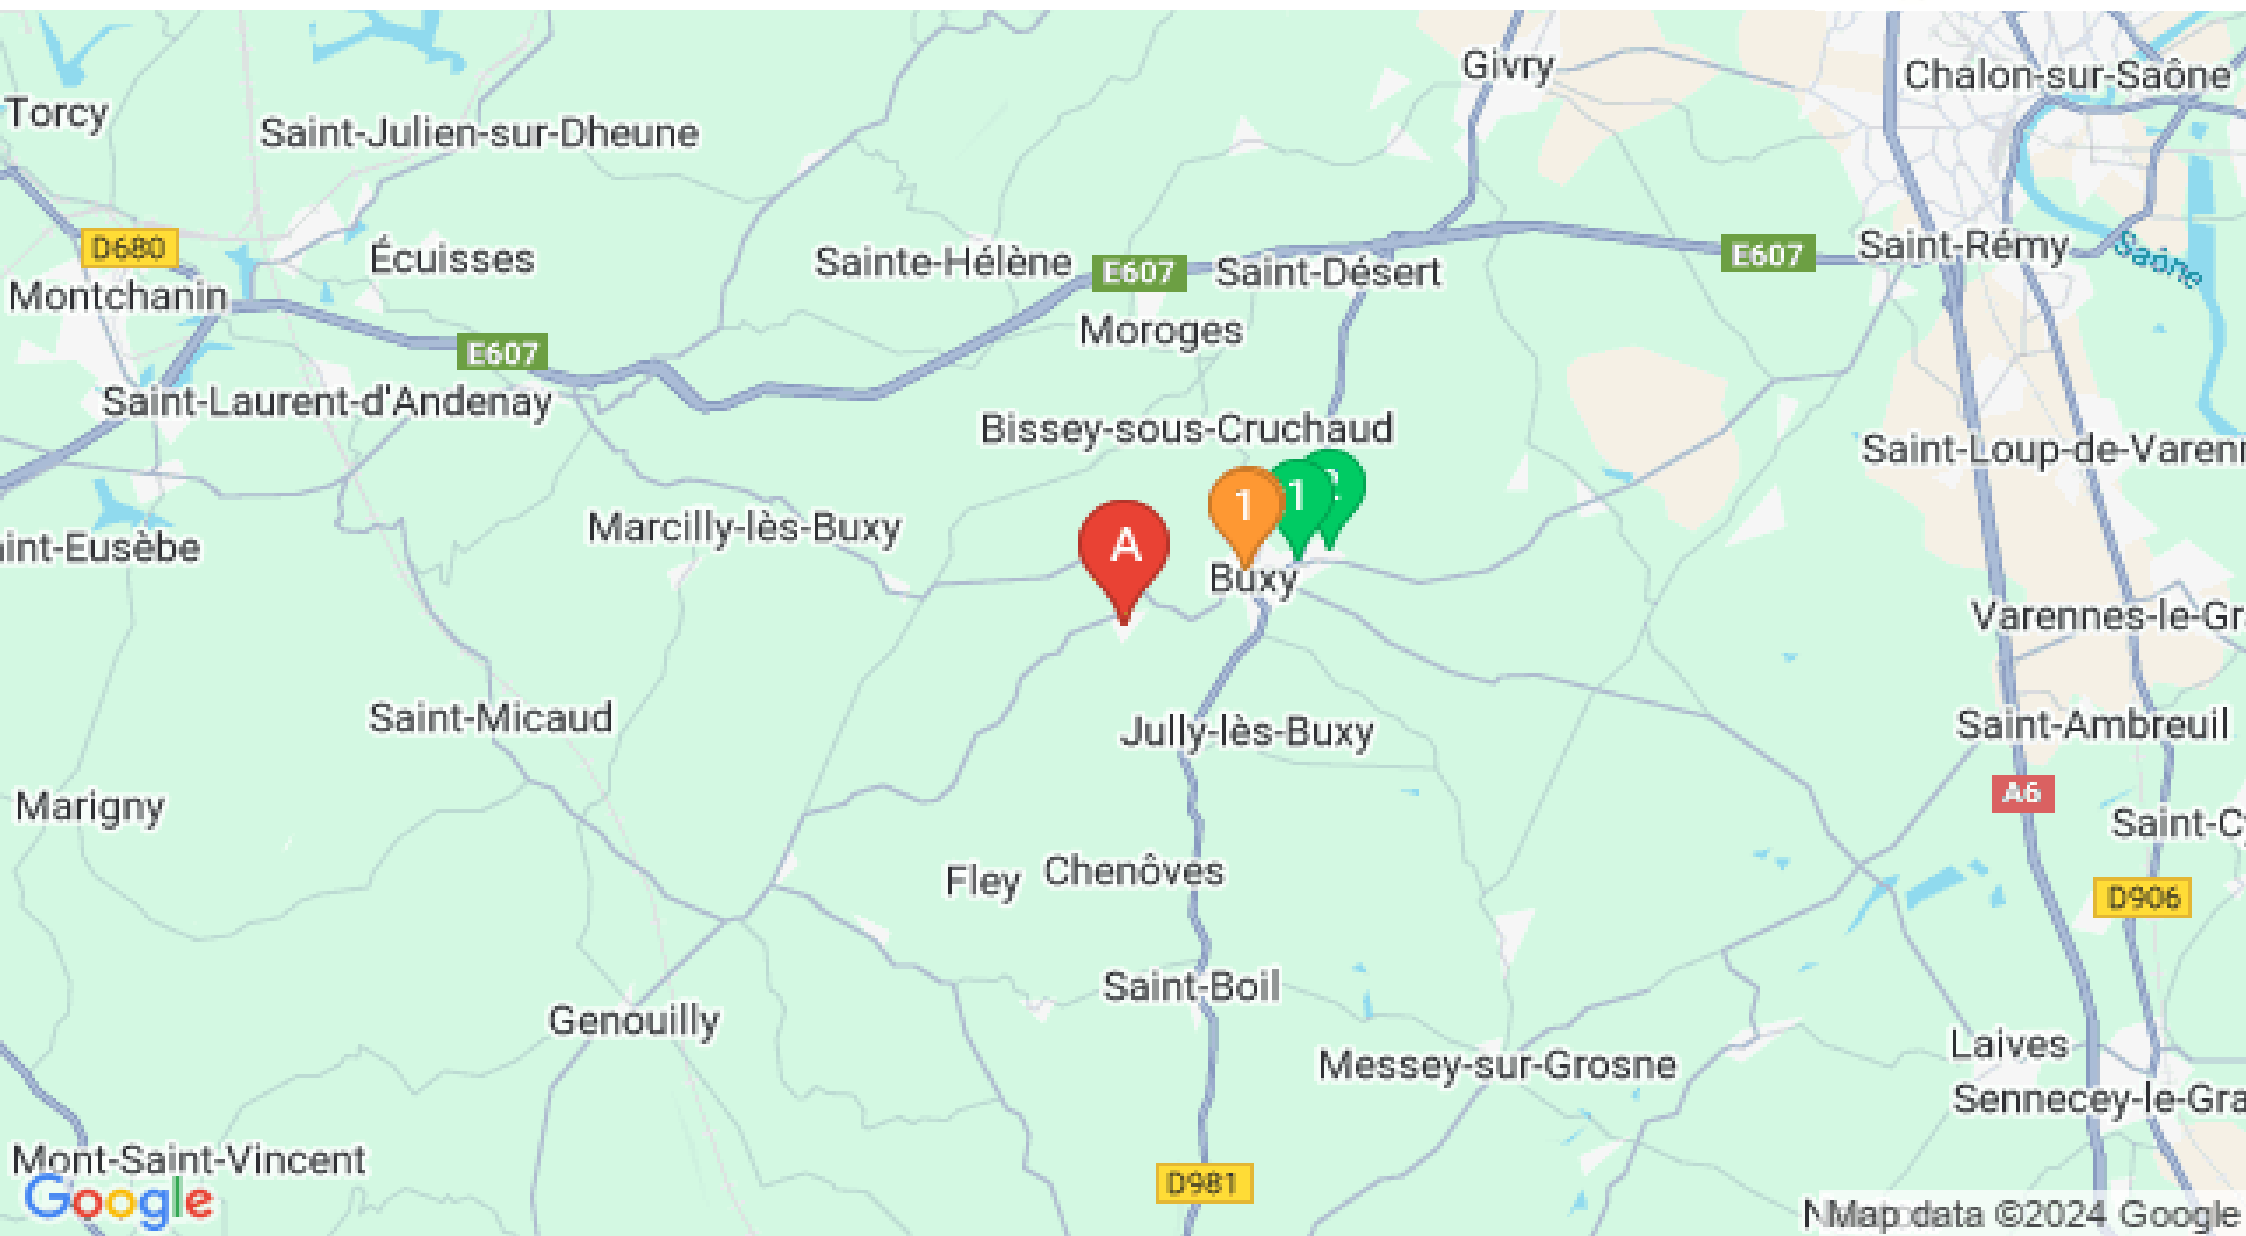 Givry
Chalon-sur-Saône
Torcy
Saint-Julien-sur-Dheune
D680
Écuisses
Sainte-Hélène
E607
Saint-Désert
E607
Saint-Rémy
Saône
Montchanin
Moroges
E607
Saint-Laurent-d'Andenay
Bissey-sous-Cruchaud
Saint-Loup-de-Varenn
1
1
2
Marcilly-lès-Buxy
A
int-Eusèbe
Buxy
Varennes-le-Gr
Saint-Micaud
Jully-lès-Buxy
Saint-Ambreuil
A6
Marigny
Saint-Cy
Fley
Chenôves
D906
Saint-Boil
Genouilly
Laives
Messey-sur-Grosne
Sennecey-le-Gra
Mont-Saint-Vincent
D981
Google
Map data ©2024 Google